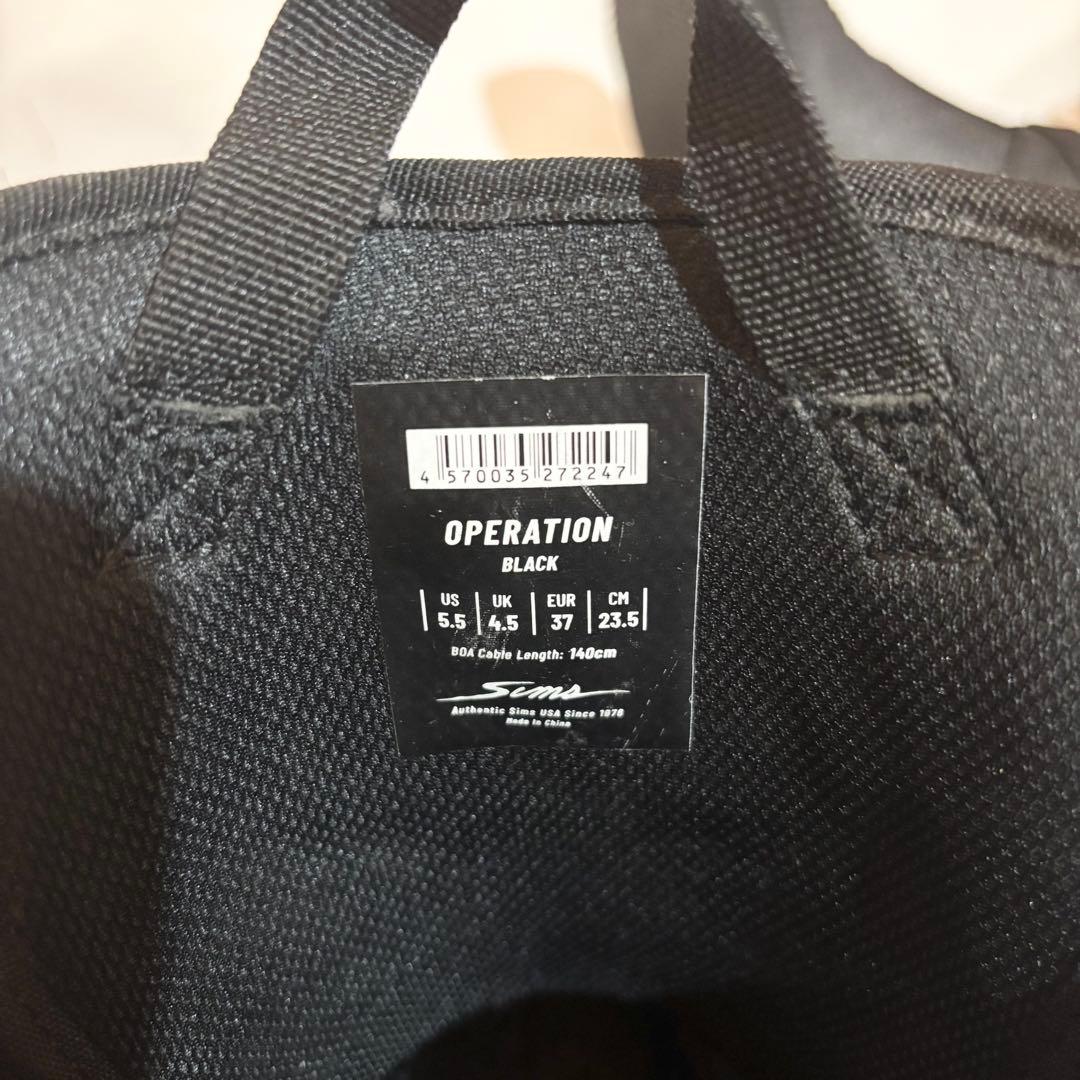 4 570035 272247
OPERATION
BLACK
US UK EUR CM
5.5 4.5 37 23.5
BOA Cable Length: 140cm
Sims
Authentic Sims USA Since 1976
Made in China